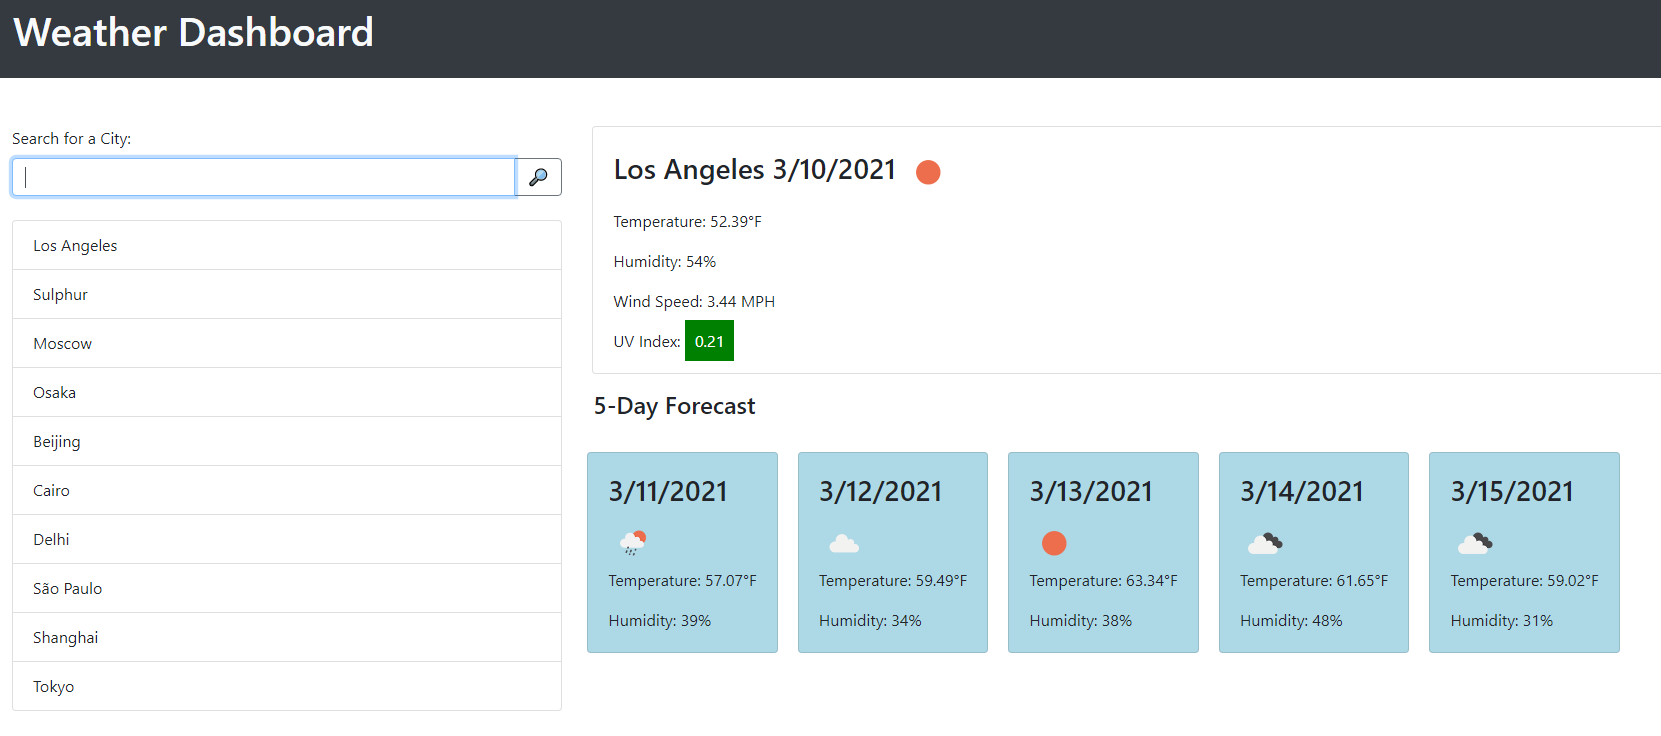 Weather Dashboard
Search for a City:
Los Angeles
Sulphur
Moscow
Osaka
Beijing
Cairo
Delhi
São Paulo
Shanghai
Tokyo
Los Angeles 3/10/2021
Temperature: 52.39°F
Humidity: 54%
Wind Speed: 3.44 MPH
UV Index: 0.21
5-Day Forecast
3/11/2021
Temperature: 57.07°F
Humidity: 39%
3/12/2021
Temperature: 59.49°F
Humidity: 34%
3/13/2021
Temperature: 63.34°F
Humidity: 38%
3/14/2021
Temperature: 61.65°F
Humidity: 48%
3/15/2021
Temperature: 59.02°F
Humidity: 31%